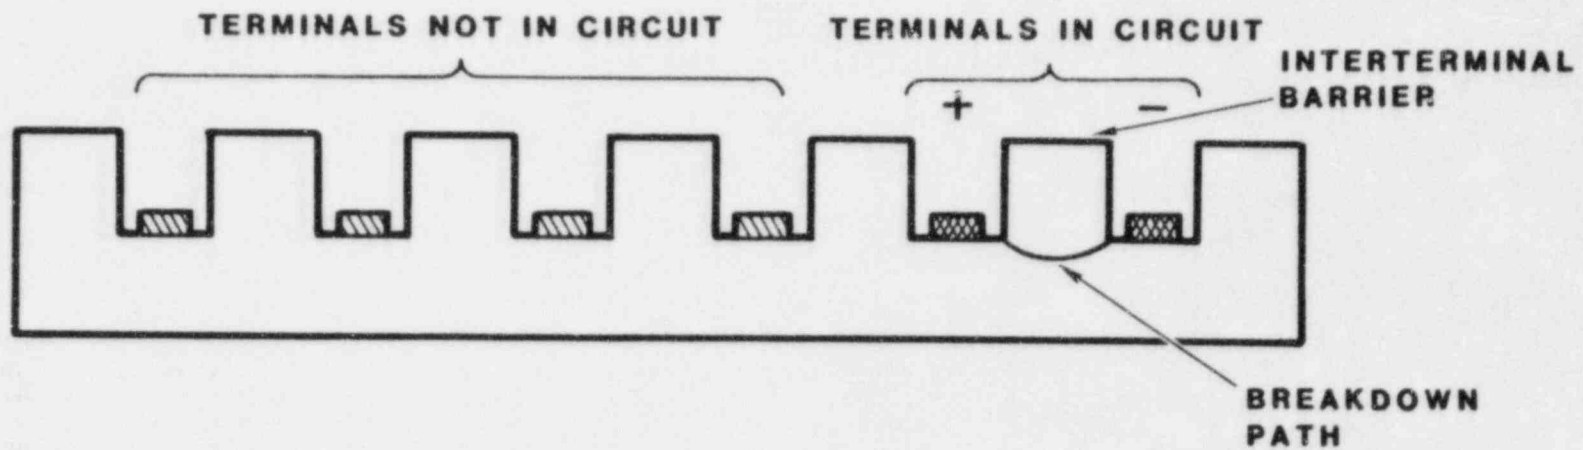 TERMINALS NOT IN CIRCUIT
TERMINALS IN CIRCUIT
INTERTERMINAL
BARRIER
+
−
BREAKDOWN
PATH